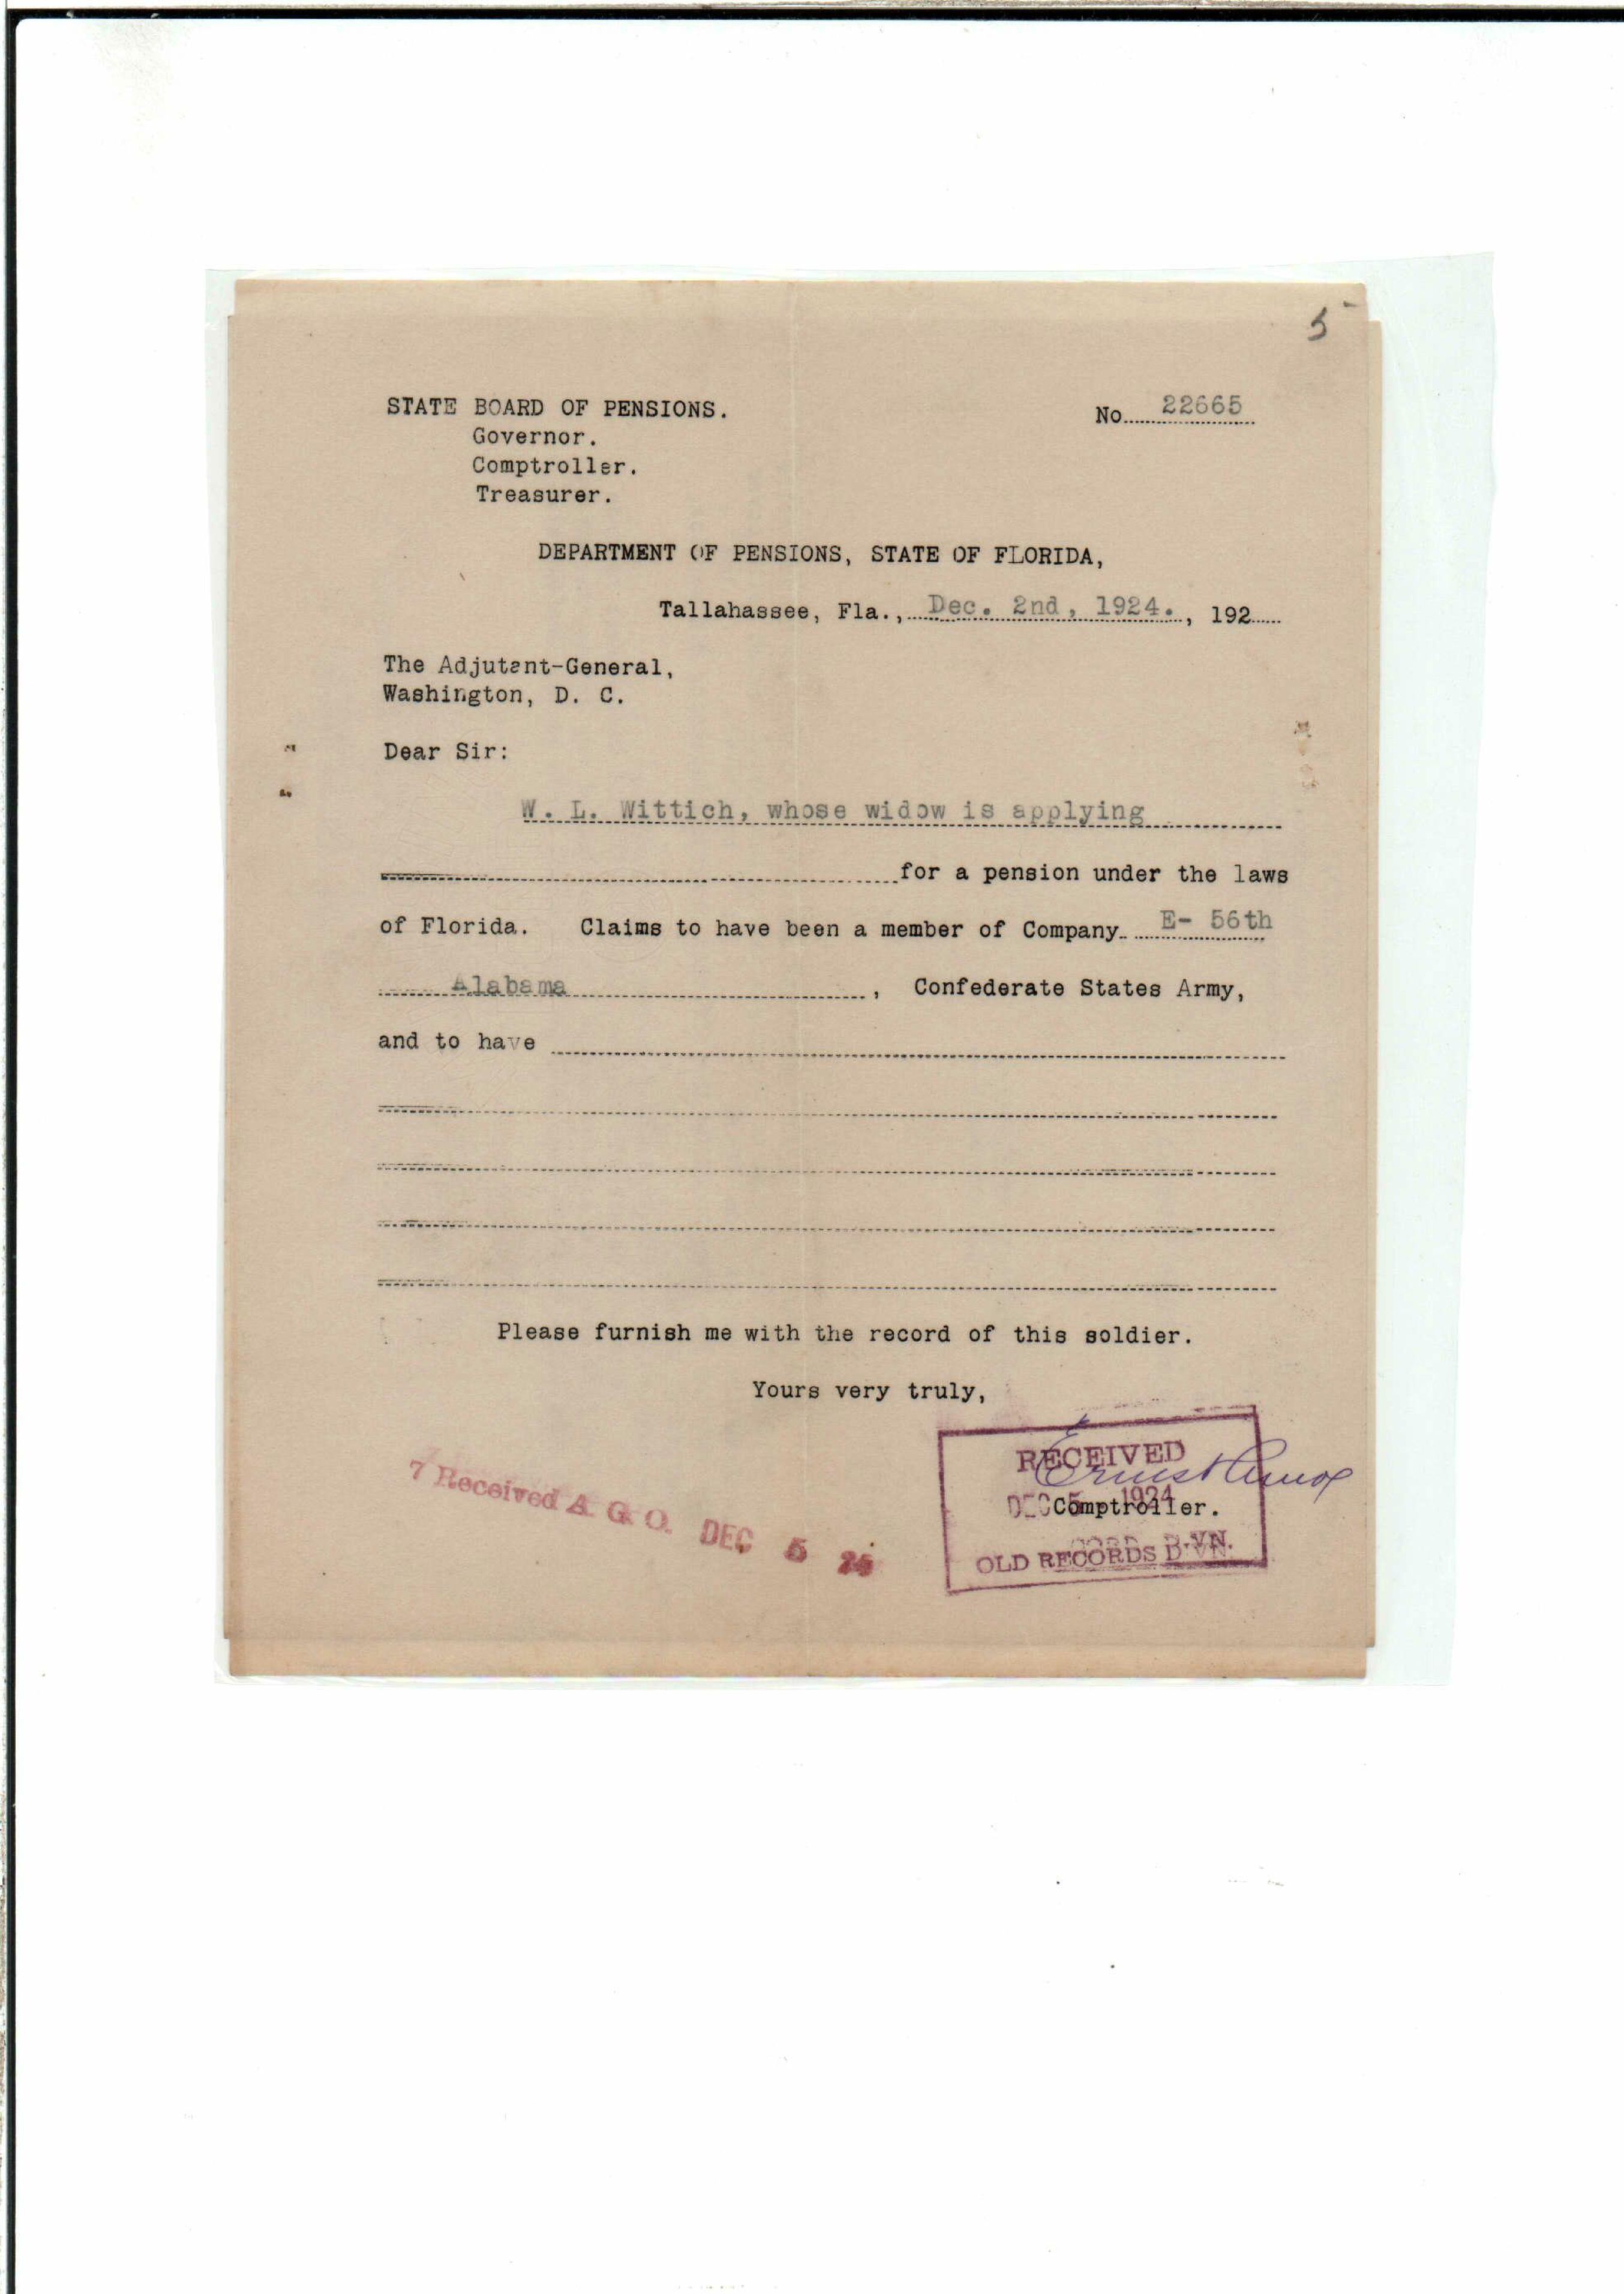 5
STATE BOARD OF PENSIONS.
No. 22665
Governor.
Comptroller.
Treasurer.
DEPARTMENT OF PENSIONS, STATE OF FLORIDA,
Tallahassee, Fla., Dec. 2nd, 1924. , 192
The Adjutant-General,
Washington, D. C.
Dear Sir:
W. L. Wittich, whose widow is applying
for a pension under the laws
of Florida. Claims to have been a member of Company E- 56th
Alabama , Confederate States Army,
and to have
Please furnish me with the record of this soldier.
Yours very truly,
RECEIVED
Ernest Amos
DEC 5 1924
Comptroller.
OLD RECORDS D.VN.
7 Received A. G. O. DEC 5 24